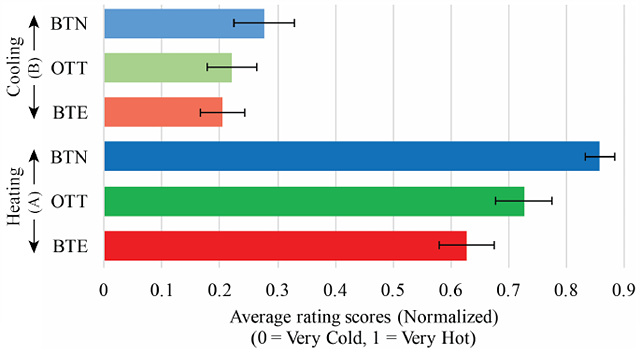 Cooling
(B)
BTN
OTT
BTE
Heating
(A)
BTN
OTT
BTE
0 0.1 0.2 0.3 0.4 0.5 0.6 0.7 0.8 0.9
Average rating scores (Normalized)
(0 = Very Cold, 1 = Very Hot)